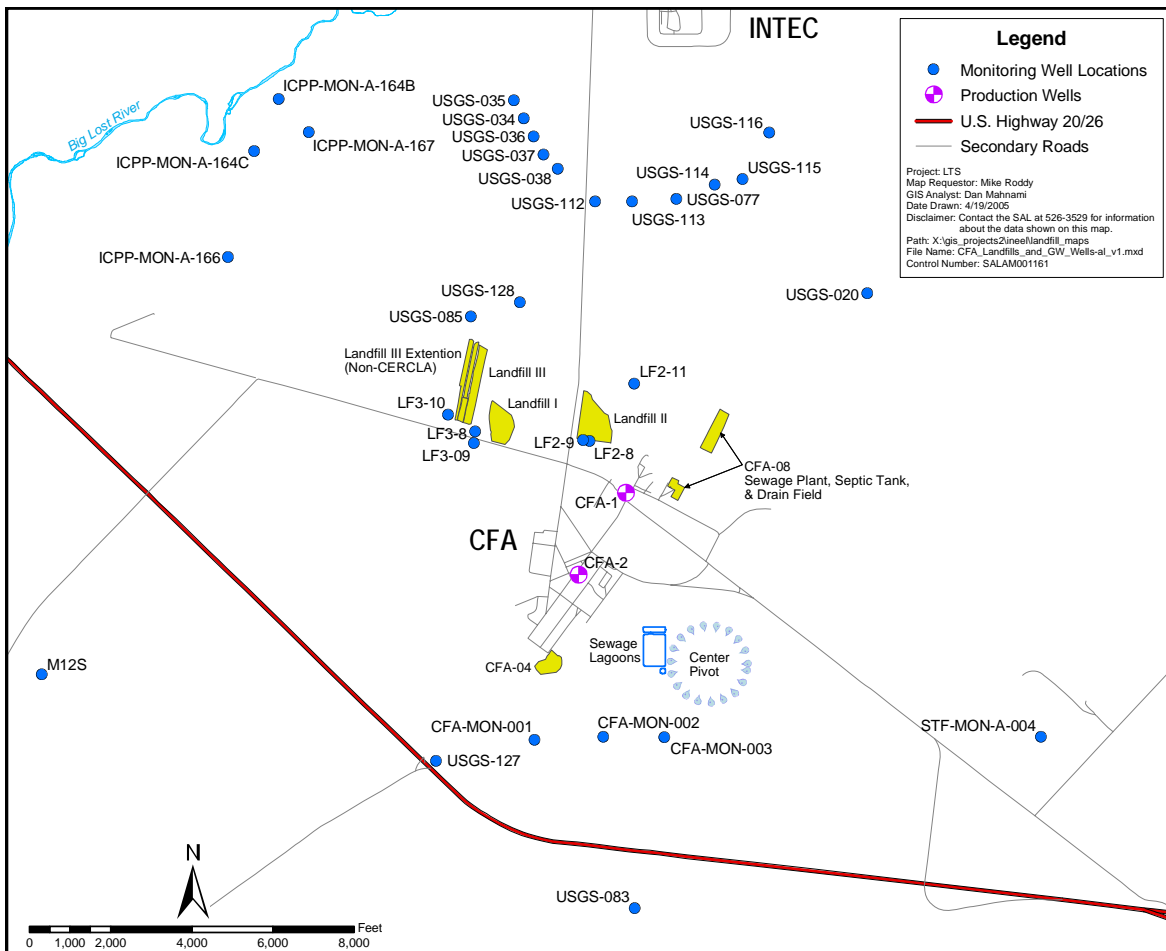 INTEC
Legend
Monitoring Well Locations
Production Wells
U.S. Highway 20/26
Secondary Roads
Project: LTS
Map Requestor: Mike Roddy
GIS Analyst: Dan Mahnami
Date Drawn: 4/19/2005
Disclaimer: Contact the SAL at 526-3529 for information
about the data shown on this map.
Path: X:\gis_projects2\ineel\landfill_maps
File Name: CFA_Landfills_and_GW_Wells-al_v1.mxd
Control Number: SALAM001161
Big Lost River
ICPP-MON-A-164B
ICPP-MON-A-167
ICPP-MON-A-164C
USGS-035
USGS-034
USGS-036
USGS-037
USGS-038
USGS-116
USGS-115
USGS-114
USGS-077
USGS-112
USGS-113
ICPP-MON-A-166
USGS-128
USGS-085
USGS-020
Landfill III Extention
(Non-CERCLA)
Landfill III
LF2-11
LF3-10
Landfill I
Landfill II
LF3-8
LF3-09
LF2-9
LF2-8
CFA-08
Sewage Plant, Septic Tank,
& Drain Field
CFA-1
CFA
CFA-2
Sewage
Lagoons
Center
Pivot
CFA-04
M12S
CFA-MON-001
CFA-MON-002
CFA-MON-003
STF-MON-A-004
USGS-127
N
USGS-083
Feet
0 1,000 2,000 4,000 6,000 8,000